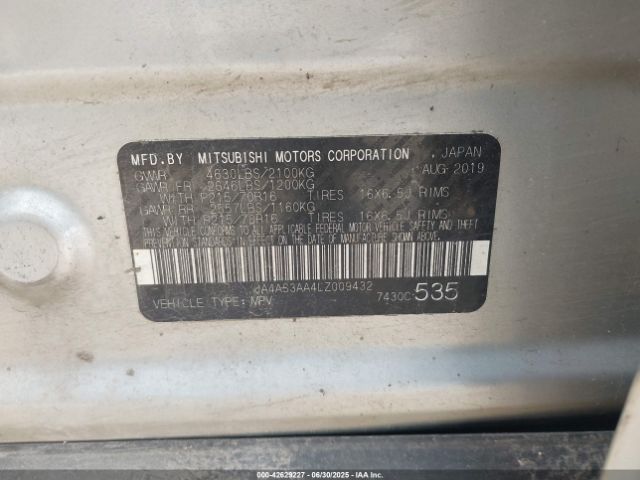 MFD.BY MITSUBISHI MOTORS CORPORATION , JAPAN
GVWR 4630LBS/2100KG AUG 2019
GAWR FR 2646LBS/1200KG
WITH P215/70R16 TIRES 16X6.5J RIMS
GAWR RR /1160KG
WITH P215/70R16 TIRES 16X6.5J RIMS
THIS VEHICLE CONFORMS TO ALL APPLICABLE FEDERAL MOTOR VEHICLE SAFETY AND THEFT
PREVENTION STANDARDS IN EFFECT ON THE DATE OF MANUFACTURE SHOWN ABOVE.
JA4AS3AA4LZ009432
VEHICLE TYPE: MPV 7430C 535
IAA 42629227 06/30/2025 © IAA Holdings, LLC